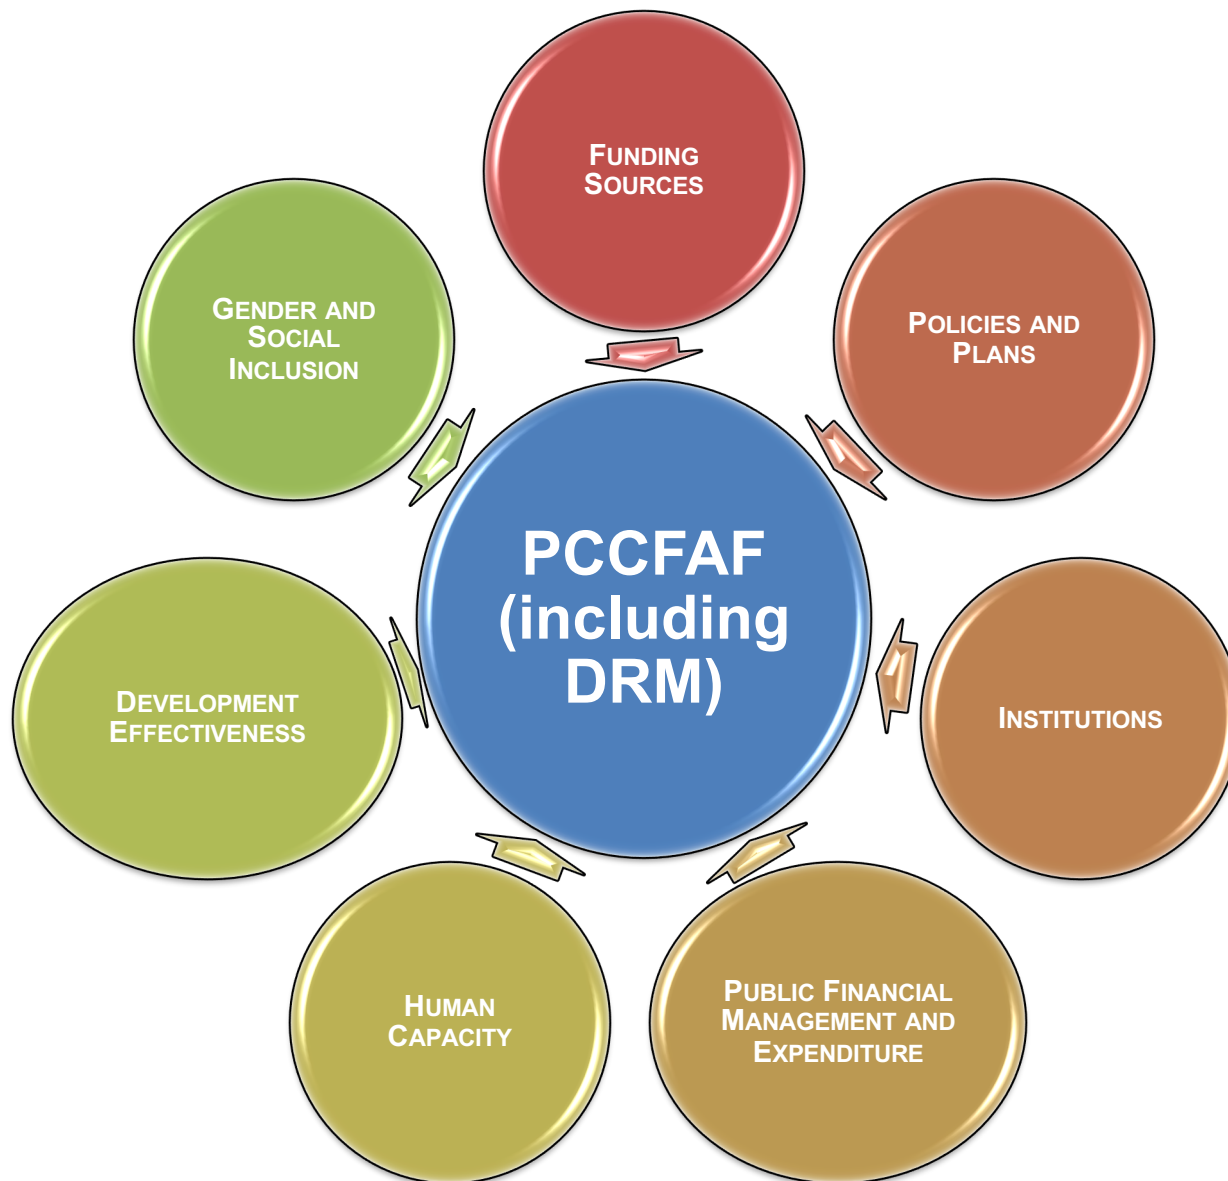 FUNDING
SOURCES
POLICIES AND
PLANS
INSTITUTIONS
PUBLIC FINANCIAL
MANAGEMENT AND
EXPENDITURE
HUMAN
CAPACITY
DEVELOPMENT
EFFECTIVENESS
GENDER AND
SOCIAL
INCLUSION
PCCFAF
(including
DRM)